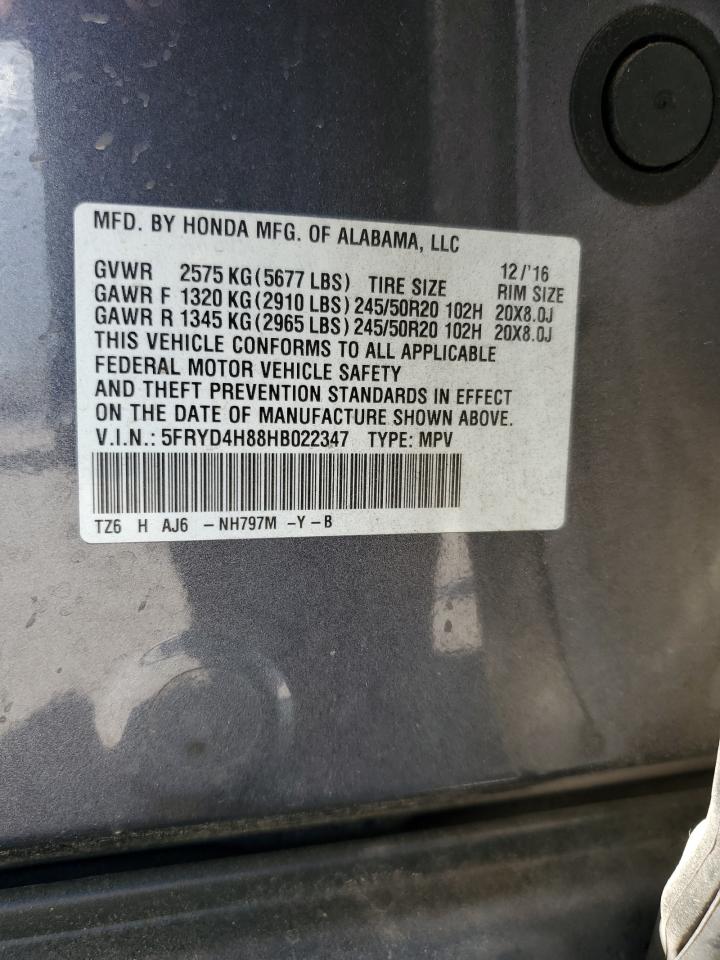 MFD. BY HONDA MFG. OF ALABAMA, LLC
12/'16
GVWR 2575 KG(5677 LBS) TIRE SIZE RIM SIZE
GAWR F 1320 KG(2910 LBS) 245/50R20 102H 20X8.0J
GAWR R 1345 KG(2965 LBS) 245/50R20 102H 20X8.0J
THIS VEHICLE CONFORMS TO ALL APPLICABLE
FEDERAL MOTOR VEHICLE SAFETY
AND THEFT PREVENTION STANDARDS IN EFFECT
ON THE DATE OF MANUFACTURE SHOWN ABOVE.
V.I.N.: 5FRYD4H88HB022347 TYPE: MPV
TZ6 H AJ6 -NH797M -Y-B